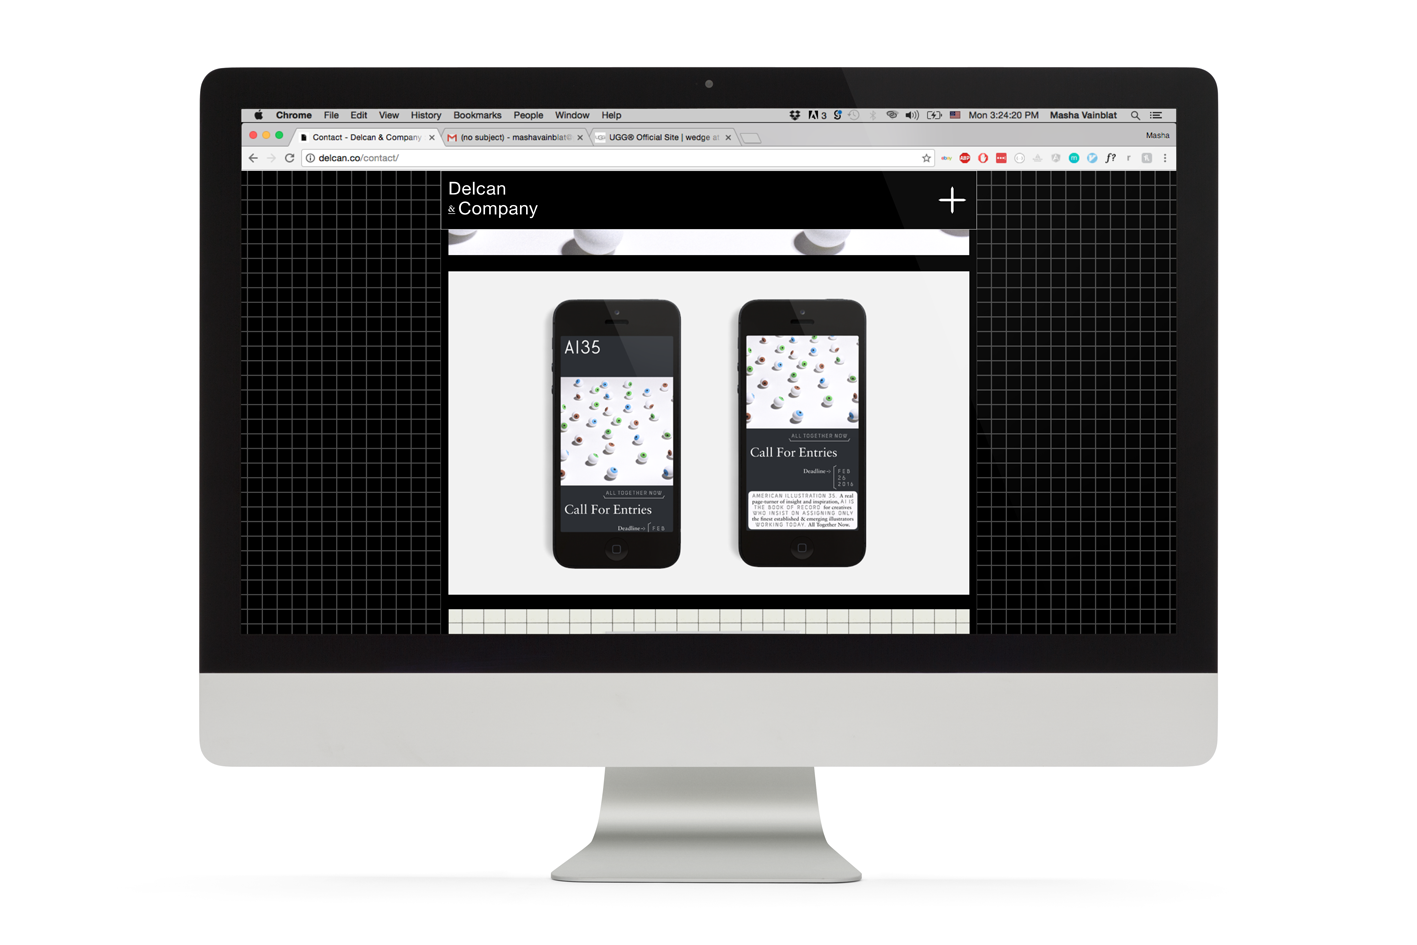 Chrome File Edit View History Bookmarks People Window Help 3 Mon 3:24:20 PM Masha Vainblat
Contact - Delcan & Company (no subject) - mashavainblat@ UGG® Official Site | wedge at Masha
delcan.co/contact/ ebay ABP m f? r
Delcan
& Company
AI35
ALL TOGETHER NOW
Call For Entries
Deadline FEB
ALL TOGETHER NOW
Call For Entries
Deadline FEB
26
2016
AMERICAN ILLUSTRATION 35. A real
page-turner of insight and inspiration, AI IS
THE BOOK OF RECORD for creatives
WHO INSIST ON ASSIGNING ONLY
the finest established & emerging illustrators
WORKING TODAY. All Together Now.